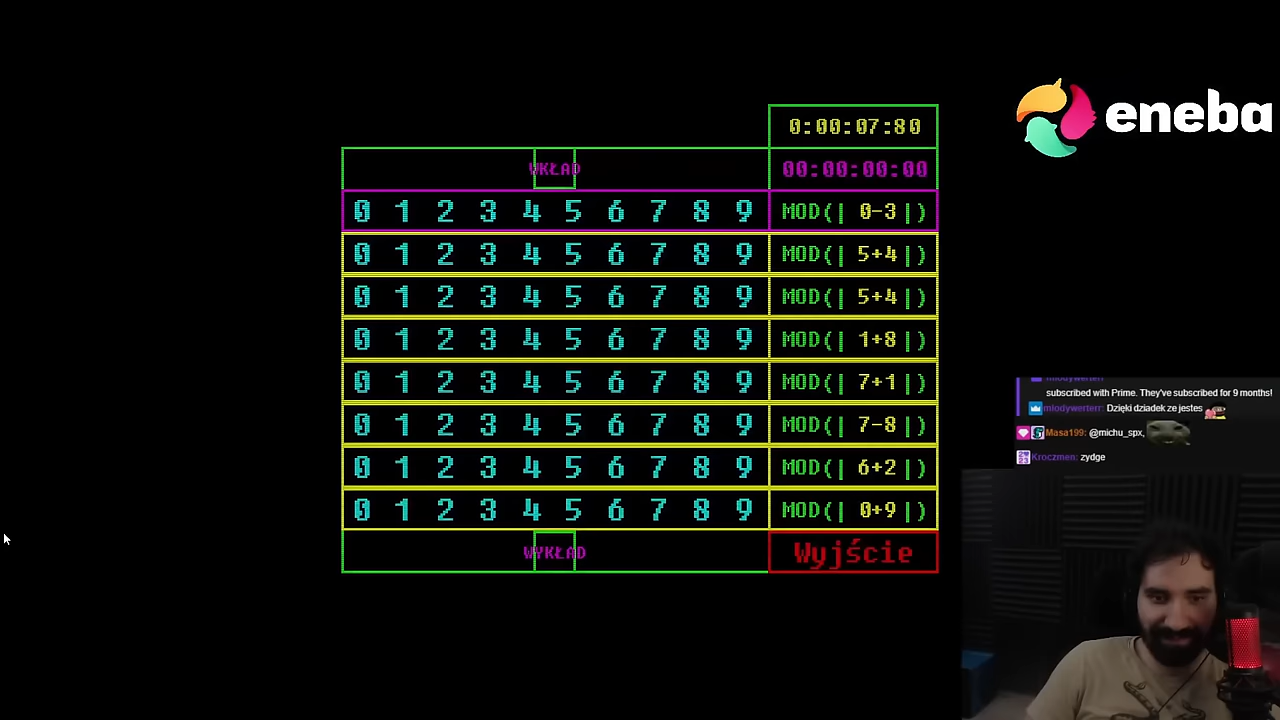 eneba
0:00:07:80
WKŁAD 00:00:00:00
0 1 2 3 4 5 6 7 8 9 MOD(| 0-3 |)
0 1 2 3 4 5 6 7 8 9 MOD(| 5+4 |)
0 1 2 3 4 5 6 7 8 9 MOD(| 5+4 |)
0 1 2 3 4 5 6 7 8 9 MOD(| 1+8 |)
0 1 2 3 4 5 6 7 8 9 MOD(| 7+1 |)
0 1 2 3 4 5 6 7 8 9 MOD(| 7-8 |)
0 1 2 3 4 5 6 7 8 9 MOD(| 6+2 |)
0 1 2 3 4 5 6 7 8 9 MOD(| 0+9 |)
WYKŁAD Wyjście
subscribed with Prime. They've subscribed for 9 months!
mlodywerterr: Dzięki dziadek ze jestes
Masa199: @michu_spx,
Kroczmen: zydge